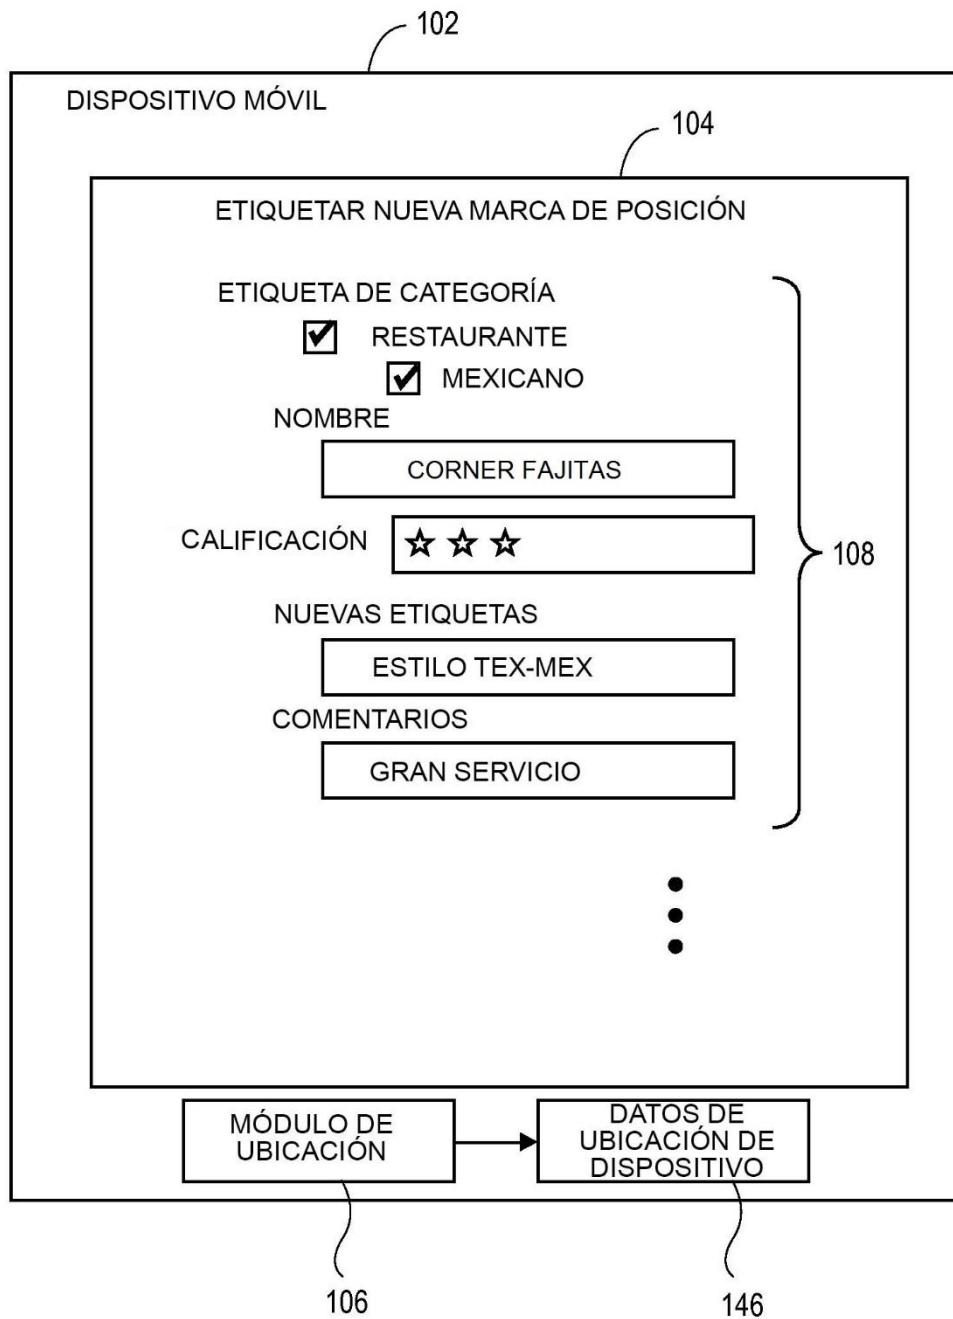 102
DISPOSITIVO MÓVIL
104
ETIQUETAR NUEVA MARCA DE POSICIÓN
ETIQUETA DE CATEGORÍA
RESTAURANTE
MEXICANO
NOMBRE
CORNER FAJITAS
CALIFICACIÓN
108
NUEVAS ETIQUETAS
ESTILO TEX-MEX
COMENTARIOS
GRAN SERVICIO
MÓDULO DE
UBICACIÓN
DATOS DE
UBICACIÓN DE
DISPOSITIVO
106
146